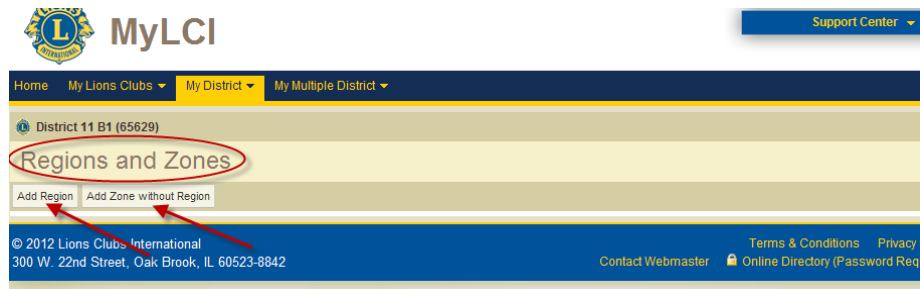 L
INTERNATIONAL
MyLCI
Support Center
Home My Lions Clubs My District My Multiple District
District 11 B1 (65629)
Regions and Zones
Add Region Add Zone without Region
© 2012 Lions Clubs International
300 W. 22nd Street, Oak Brook, IL 60523-8842
Terms & Conditions Privacy
Contact Webmaster Online Directory (Password Req